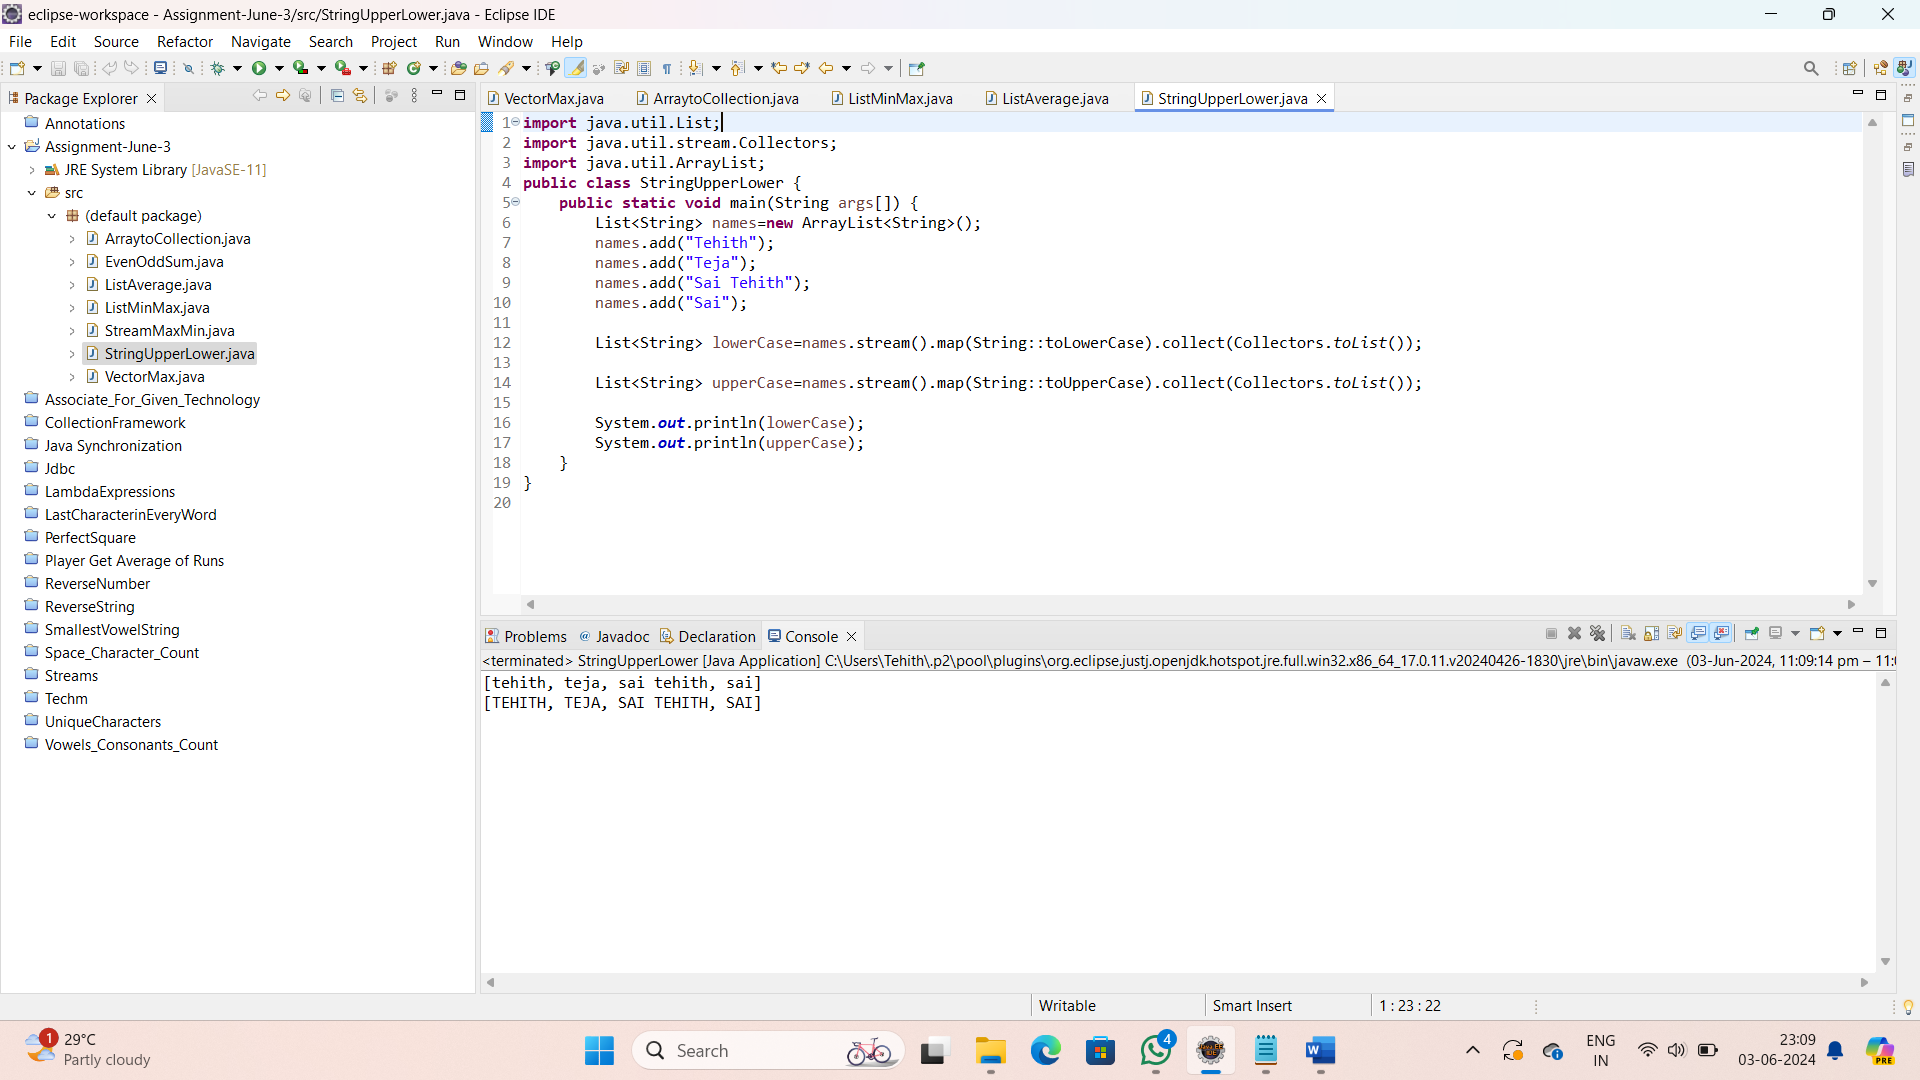 eclipse-workspace - Assignment-June-3/src/StringUpperLower.java - Eclipse IDE
File Edit Source Refactor Navigate Search Project Run Window Help
Package Explorer
Annotations
Assignment-June-3
JRE System Library [JavaSE-11]
src
(default package)
ArraytoCollection.java
EvenOddSum.java
ListAverage.java
ListMinMax.java
StreamMaxMin.java
StringUpperLower.java
VectorMax.java
Associate_For_Given_Technology
CollectionFramework
Java Synchronization
Jdbc
LambdaExpressions
LastCharacterinEveryWord
PerfectSquare
Player Get Average of Runs
ReverseNumber
ReverseString
SmallestVowelString
Space_Character_Count
Streams
Techm
UniqueCharacters
Vowels_Consonants_Count
VectorMax.java ArraytoCollection.java ListMinMax.java ListAverage.java StringUpperLower.java
1 import java.util.List;
2 import java.util.stream.Collectors;
3 import java.util.ArrayList;
4 public class StringUpperLower {
5 public static void main(String args[]) {
6 List<String> names=new ArrayList<String>();
7 names.add("Tehith");
8 names.add("Teja");
9 names.add("Sai Tehith");
10 names.add("Sai");
11
12 List<String> lowerCase=names.stream().map(String::toLowerCase).collect(Collectors.toList());
13
14 List<String> upperCase=names.stream().map(String::toUpperCase).collect(Collectors.toList());
15
16 System.out.println(lowerCase);
17 System.out.println(upperCase);
18 }
19 }
20
Problems @ Javadoc Declaration Console
<terminated> StringUpperLower [Java Application] C:\Users\Tehith\.p2\pool\plugins\org.eclipse.justj.openjdk.hotspot.jre.full.win32.x86_64_17.0.11.v20240426-1830\jre\bin\javaw.exe (03-Jun-2024, 11:09:14 pm – 11:
[tehith, teja, sai tehith, sai]
[TEHITH, TEJA, SAI TEHITH, SAI]
Writable Smart Insert 1 : 23 : 22
1
29°C
Partly cloudy
Search
4
ENG
IN
23:09
03-06-2024
PRE